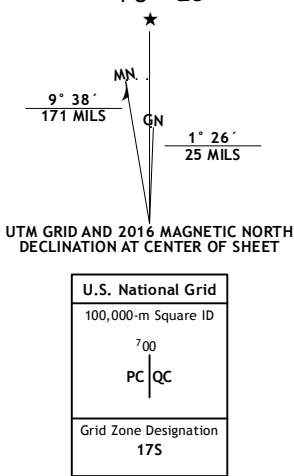 MN
GN
9° 38´
171 MILS
1° 26´
25 MILS
UTM GRID AND 2016 MAGNETIC NORTH
DECLINATION AT CENTER OF SHEET
U.S. National Grid
100,000-m Square ID
⁷00
PC QC
Grid Zone Designation
17S